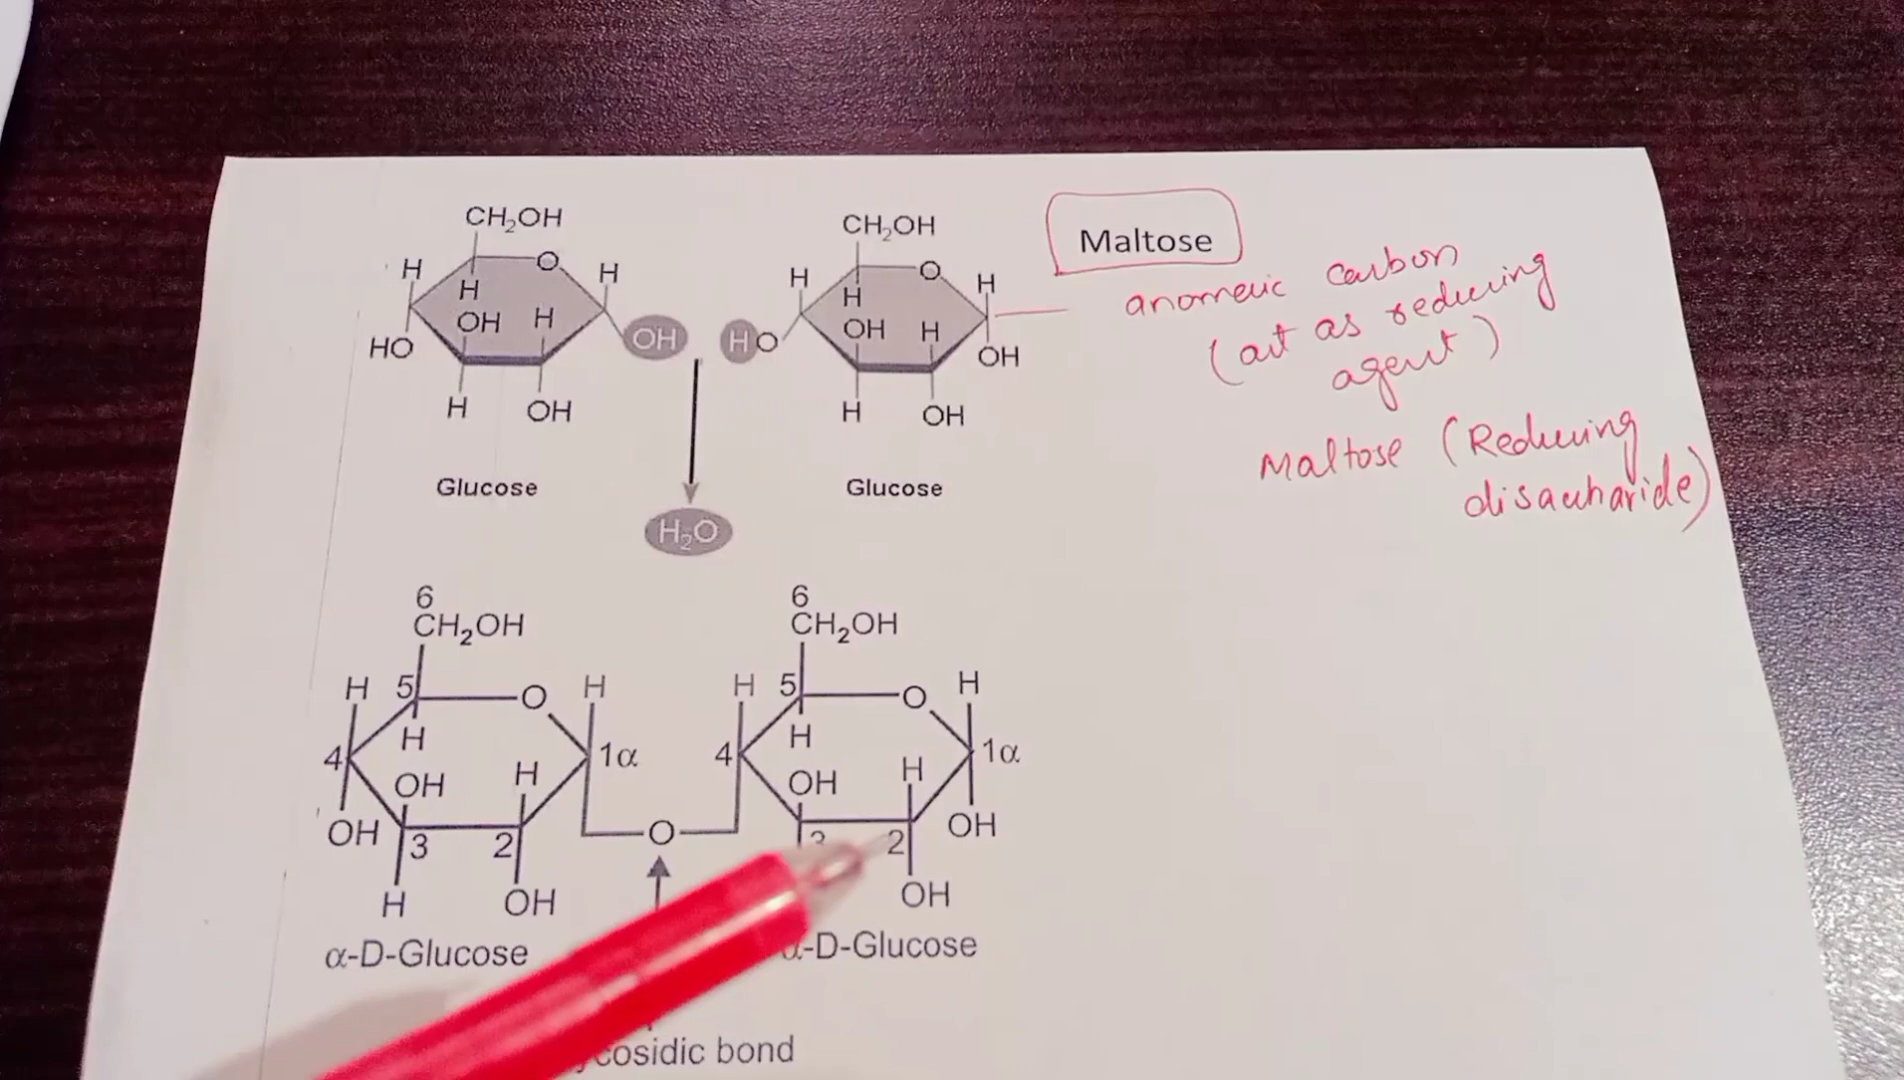 CH₂OH
CH₂OH
Maltose
H
O
H
H
O
H
anomeric carbon
H
H
OH
H
OH
H
(act as reducing
HO
OH
HO
OH
agent)
H
OH
H
OH
Maltose (Reducing
disaccharide)
Glucose
Glucose
H₂O
6
6
CH₂OH
CH₂OH
H 5
O
H
H 5
O
H
4
H
1α
4
H
1α
OH
H
OH
H
OH
3
2
O
2
OH
H
OH
OH
α-D-Glucose
-D-Glucose
bond